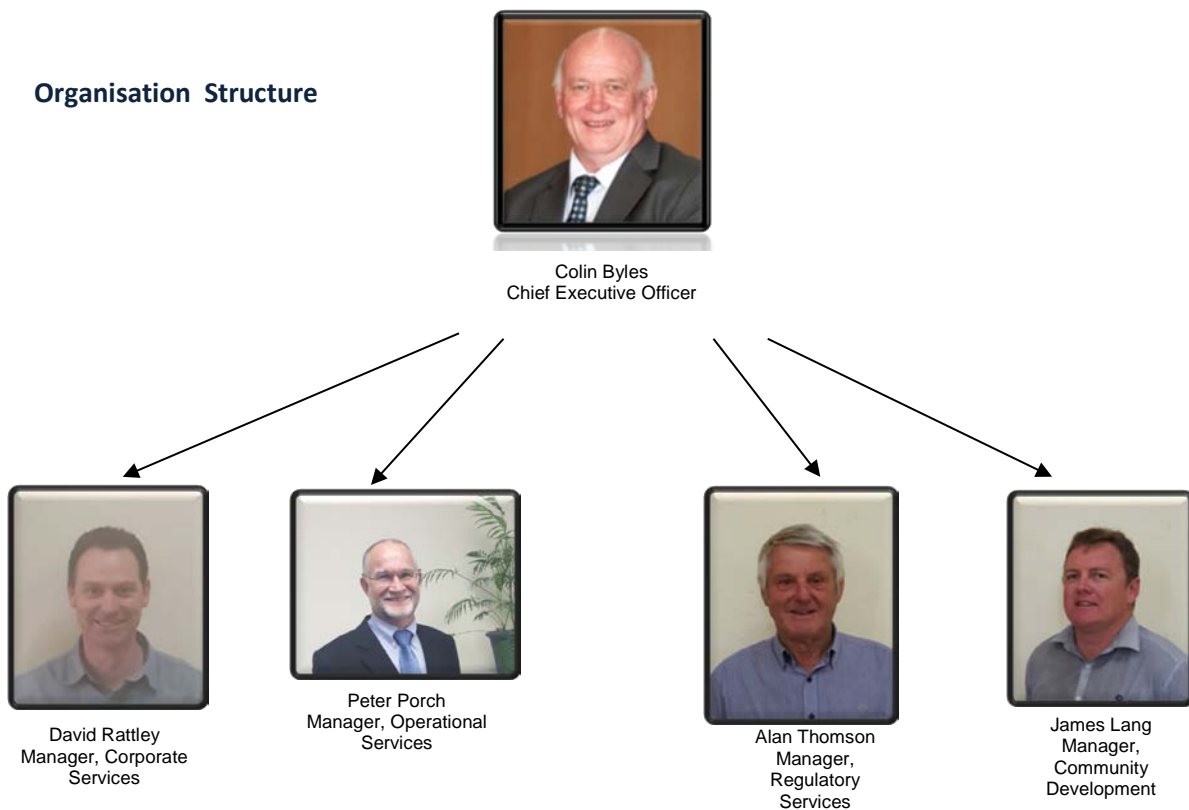 Organisation Structure
Colin Byles
Chief Executive Officer
David Rattley
Manager, Corporate
Services
Peter Porch
Manager, Operational
Services
Alan Thomson
Manager,
Regulatory
Services
James Lang
Manager,
Community
Development